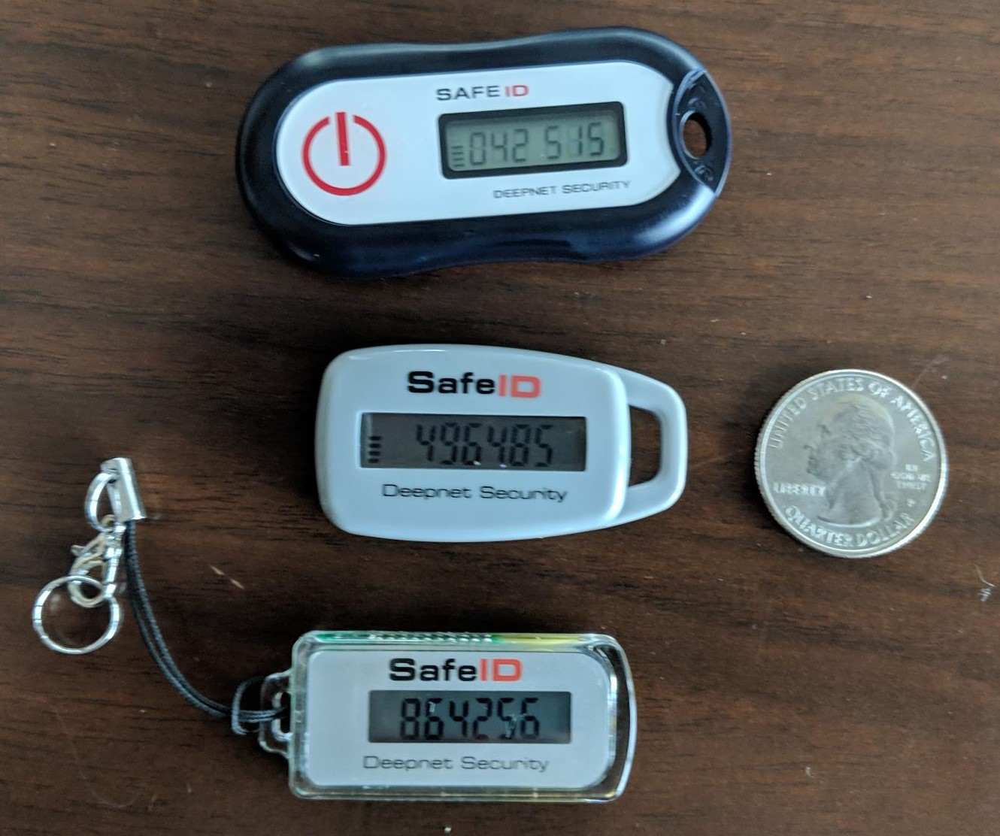 SAFE ID
042 515
DEEPNET SECURITY
SafeID
496485
Deepnet Security
UNITED STATES OF AMERICA
LIBERTY
IN
GOD WE
TRUST
QUARTER DOLLAR
SafeID
864256
Deepnet Security